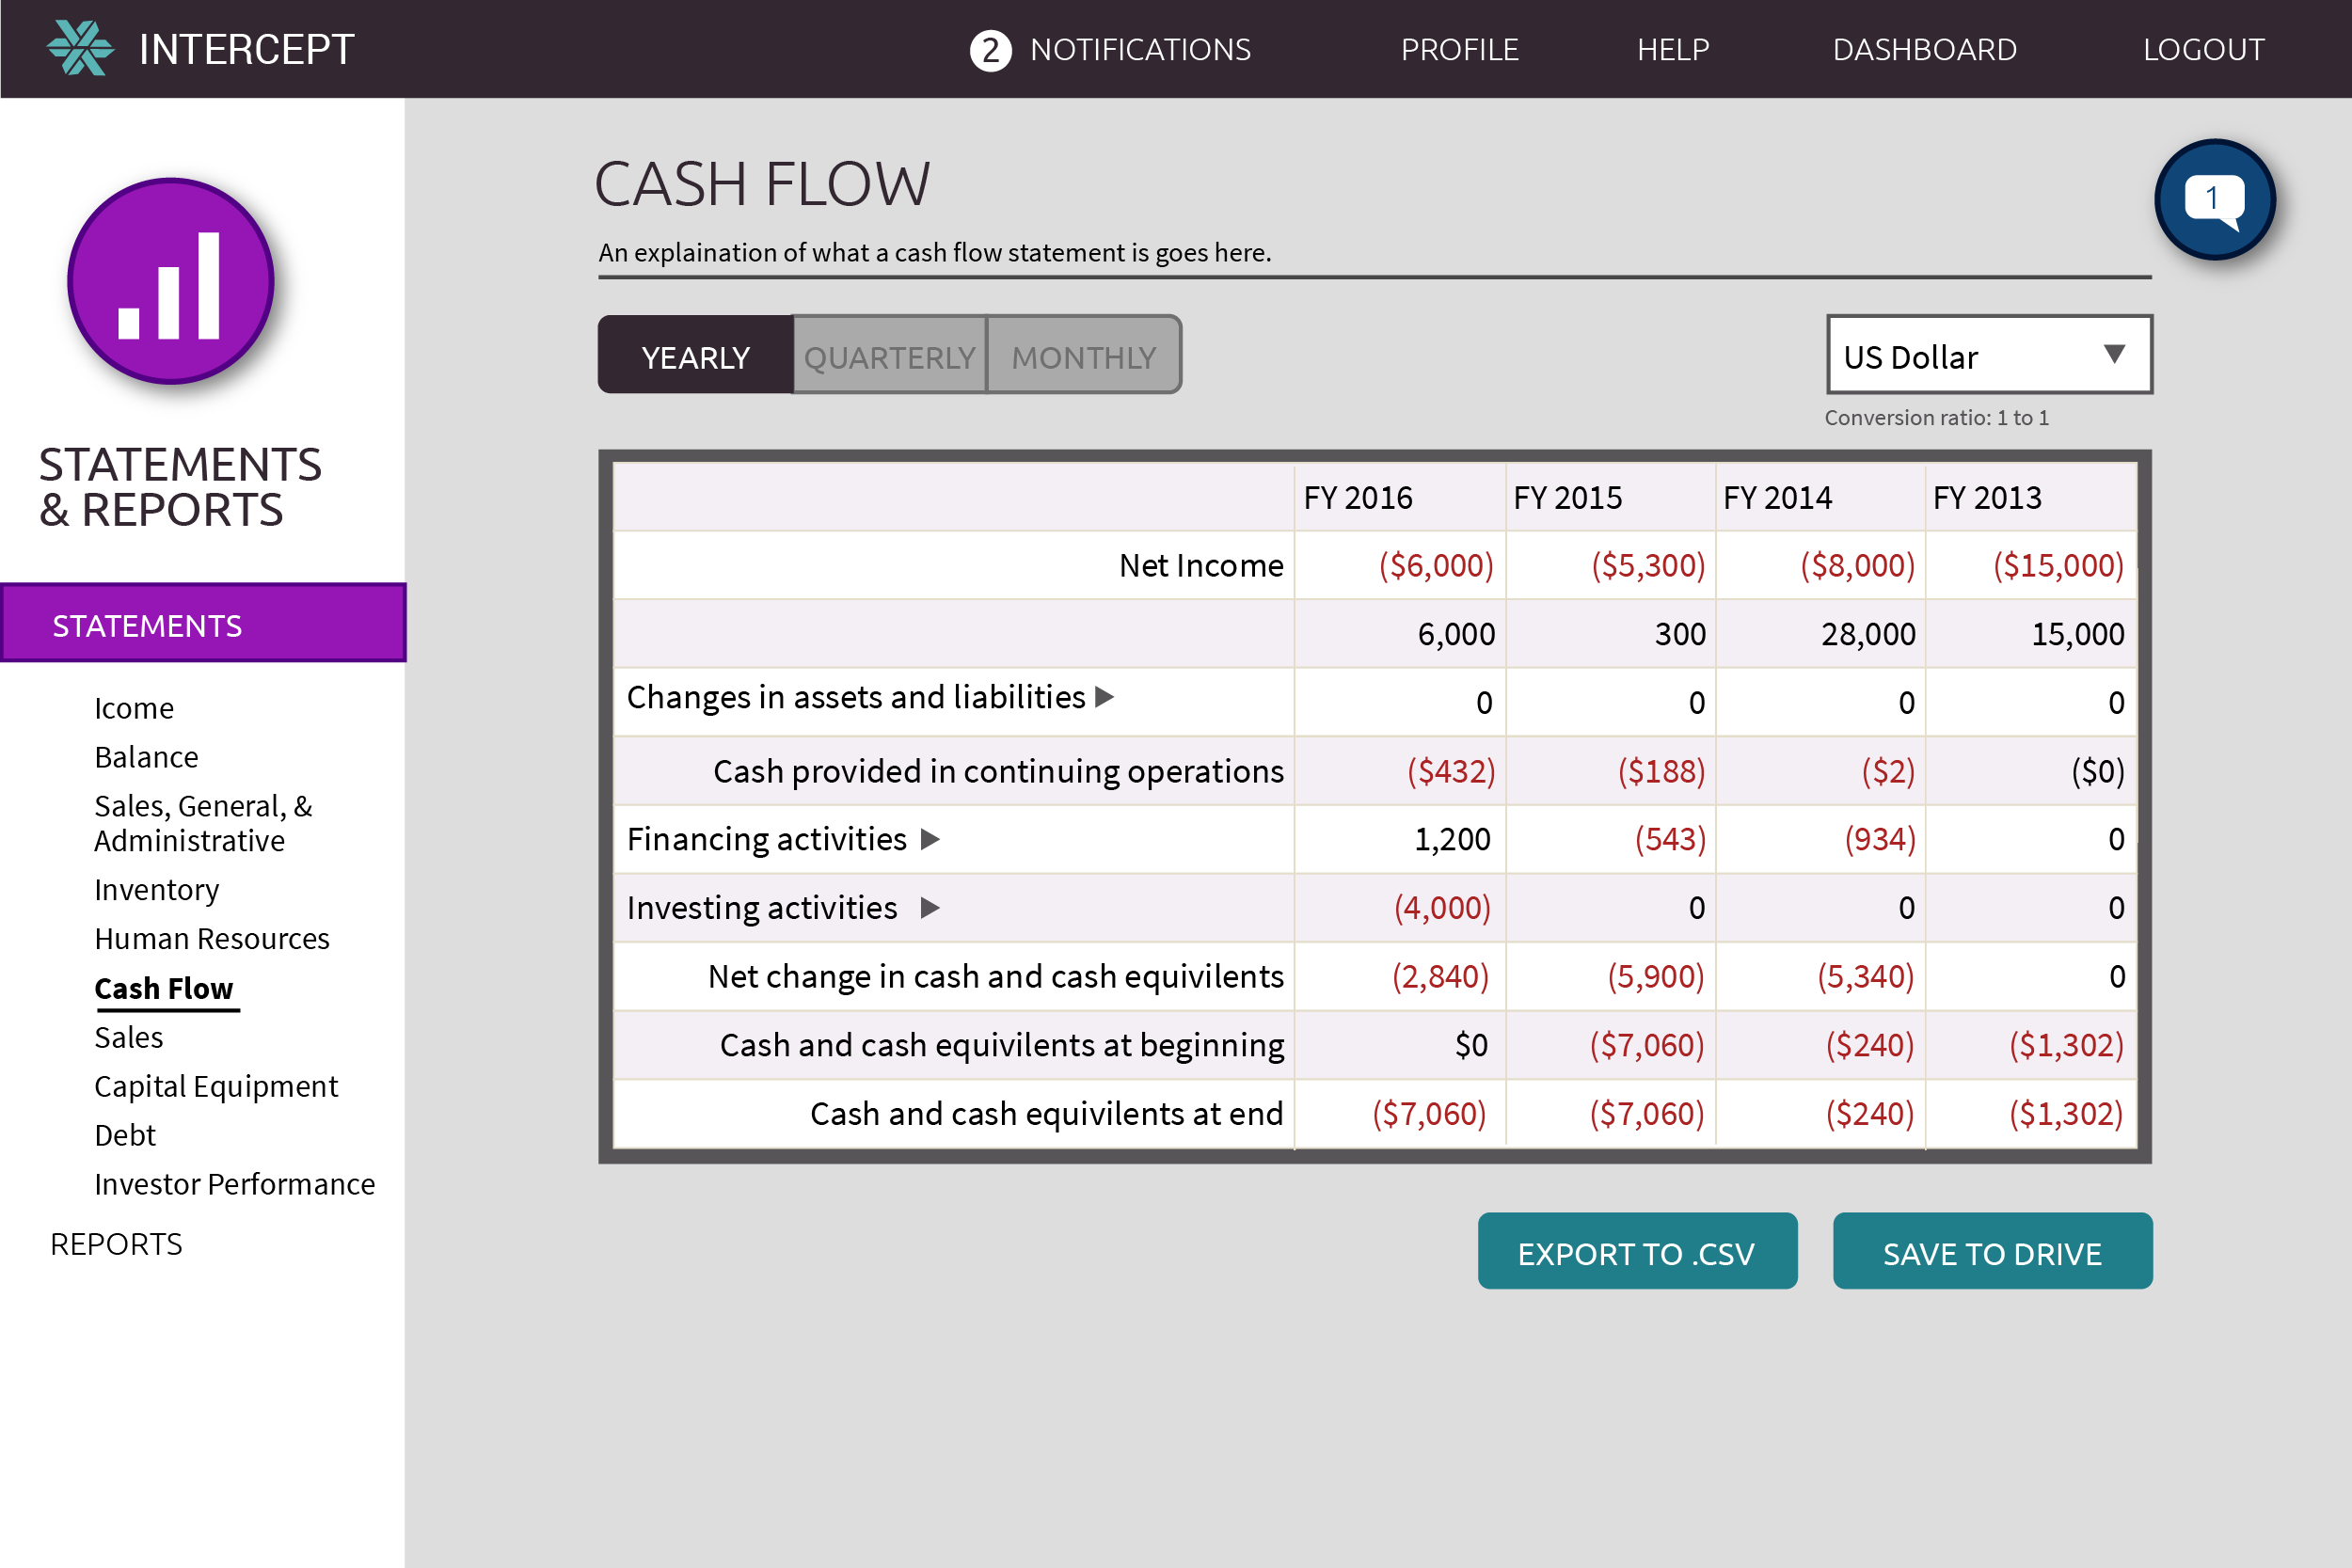 INTERCEPT
2 NOTIFICATIONS PROFILE HELP DASHBOARD LOGOUT
STATEMENTS
& REPORTS
STATEMENTS
Icome
Balance
Sales, General, &
Administrative
Inventory
Human Resources
Cash Flow
Sales
Capital Equipment
Debt
Investor Performance
REPORTS
CASH FLOW
1
An explaination of what a cash flow statement is goes here.
YEARLY QUARTERLY MONTHLY
US Dollar
Conversion ratio: 1 to 1
FY 2016 FY 2015 FY 2014 FY 2013
Net Income ($6,000) ($5,300) ($8,000) ($15,000)
6,000 300 28,000 15,000
Changes in assets and liabilities 0 0 0 0
Cash provided in continuing operations ($432) ($188) ($2) ($0)
Financing activities 1,200 (543) (934) 0
Investing activities (4,000) 0 0 0
Net change in cash and cash equivilents (2,840) (5,900) (5,340) 0
Cash and cash equivilents at beginning $0 ($7,060) ($240) ($1,302)
Cash and cash equivilents at end ($7,060) ($7,060) ($240) ($1,302)
EXPORT TO .CSV SAVE TO DRIVE